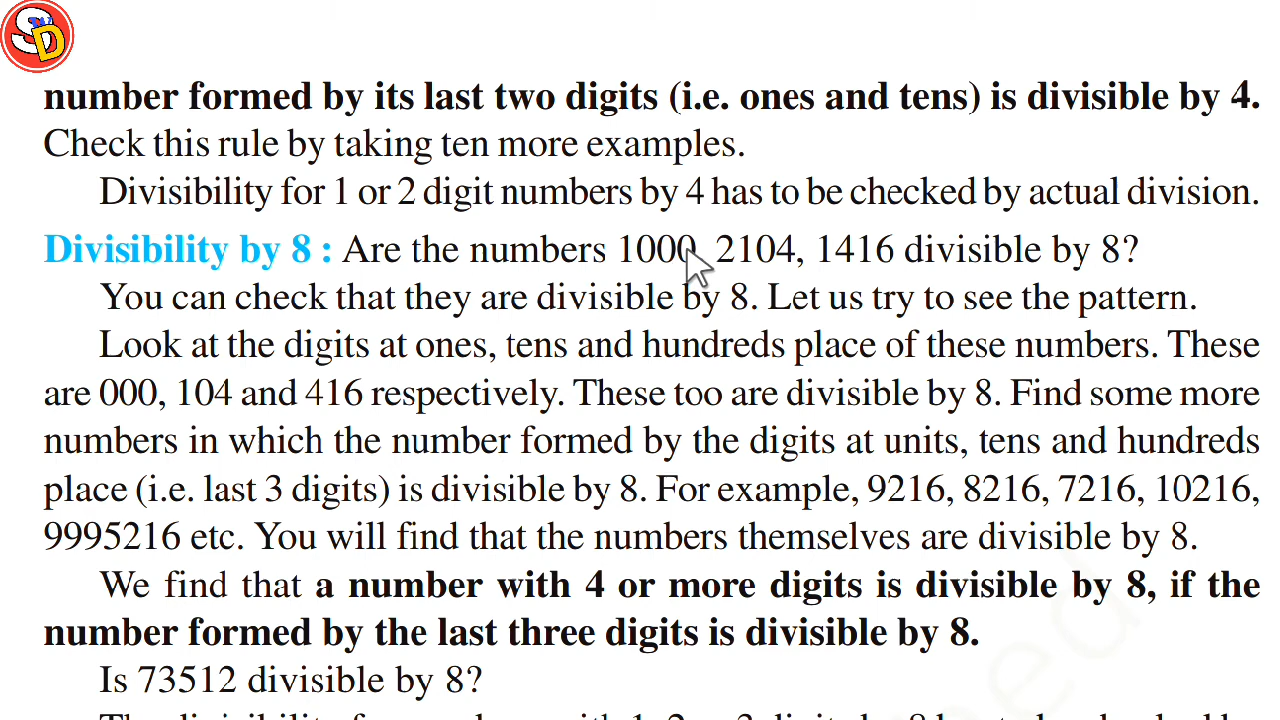 SD
number formed by its last two digits (i.e. ones and tens) is divisible by 4.
Check this rule by taking ten more examples.
Divisibility for 1 or 2 digit numbers by 4 has to be checked by actual division.
Divisibility by 8 : Are the numbers 1000, 2104, 1416 divisible by 8?
You can check that they are divisible by 8. Let us try to see the pattern.
Look at the digits at ones, tens and hundreds place of these numbers. These
are 000, 104 and 416 respectively. These too are divisible by 8. Find some more
numbers in which the number formed by the digits at units, tens and hundreds
place (i.e. last 3 digits) is divisible by 8. For example, 9216, 8216, 7216, 10216,
9995216 etc. You will find that the numbers themselves are divisible by 8.
We find that a number with 4 or more digits is divisible by 8, if the
number formed by the last three digits is divisible by 8.
Is 73512 divisible by 8?